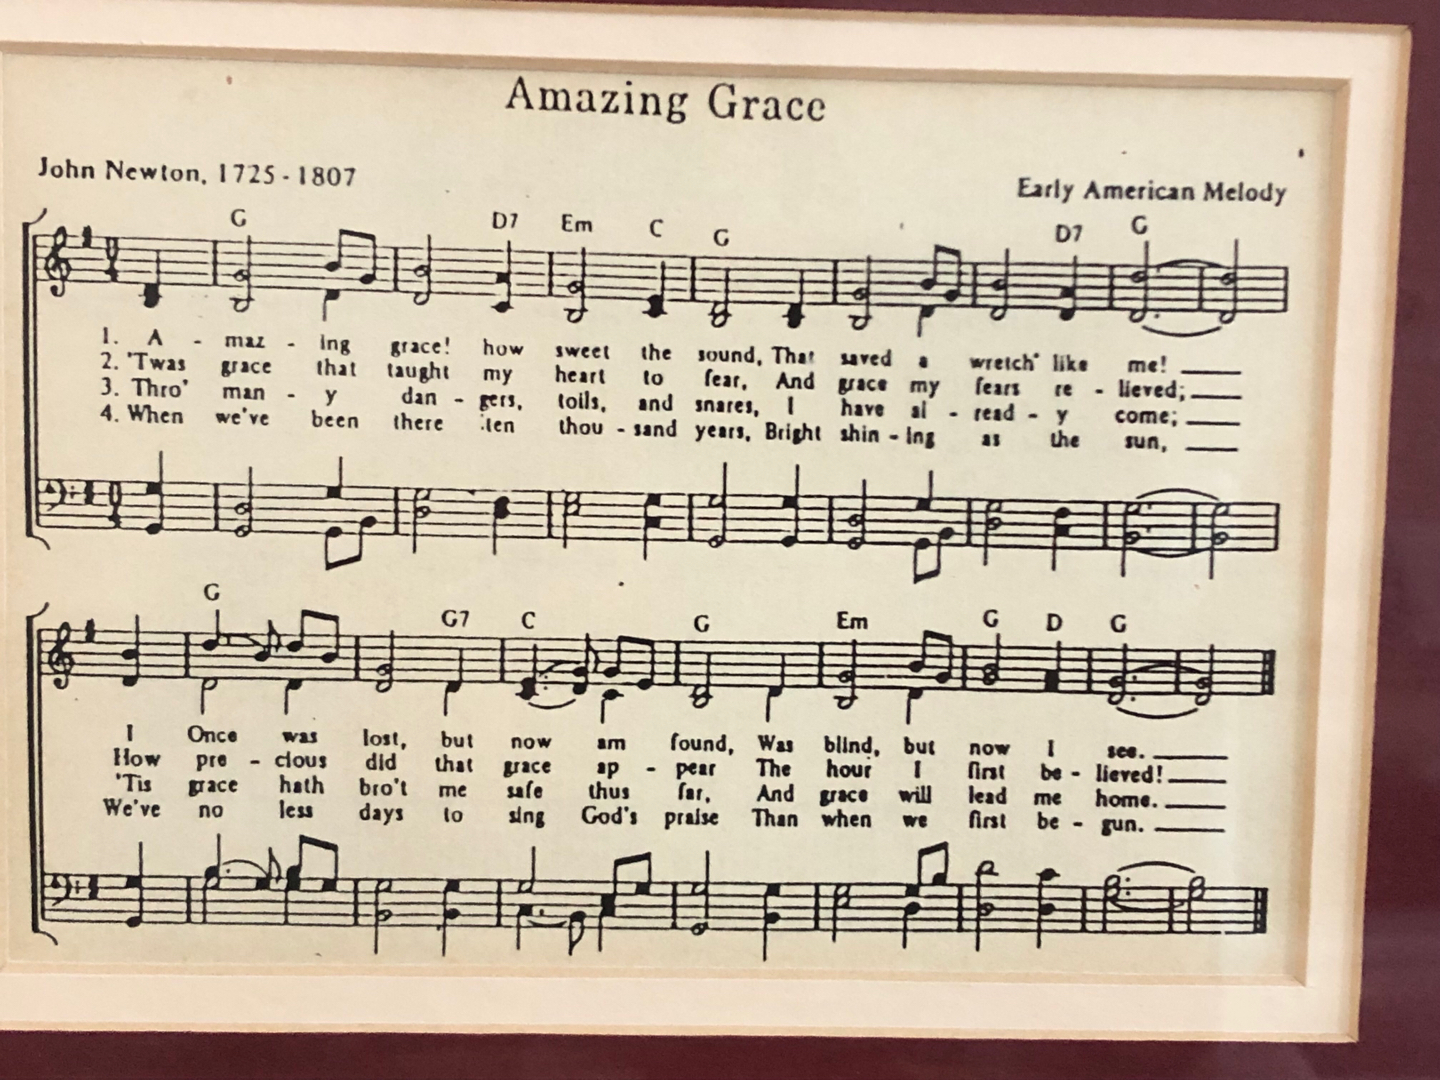 Amazing Grace
John Newton, 1725 - 1807
Early American Melody
G D7 Em C G D7 G
1. A - maz - ing grace! how sweet the sound, That saved a wretch' like me!
2. 'Twas grace that taught my heart to fear, And grace my fears re - lieved;
3. Thro' man - y dan - gers, toils, and snares, I have al - read - y come;
4. When we've been there ten thou - sand years, Bright shin - ing as the sun,
G G7 C G Em G D G
I Once was lost, but now am found, Was blind, but now I see.
How pre - cious did that grace ap - pear The hour I first be - lieved!
'Tis grace hath bro't me safe thus far, And grace will lead me home.
We've no less days to sing God's praise Than when we first be - gun.